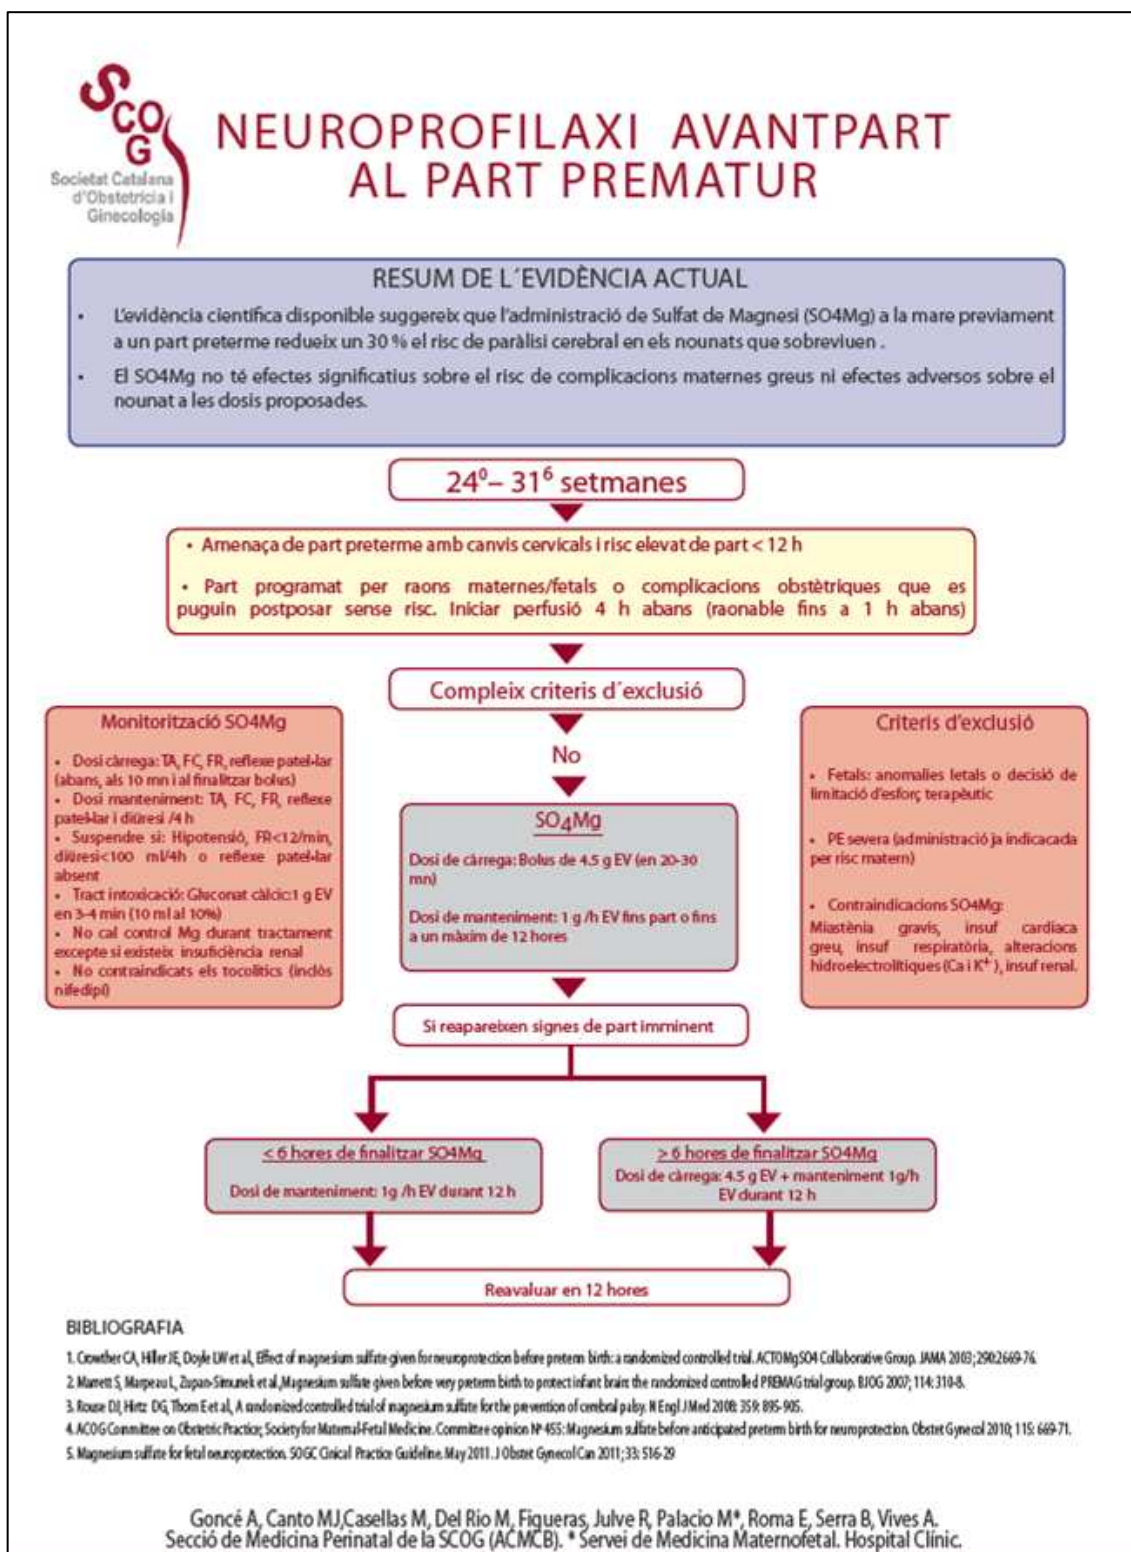 SCOG
Societat Catalana
d'Obstetrícia i
Ginecologia
NEUROPROFILAXI AVANTPART
AL PART PREMATUR
RESUM DE L´EVIDÈNCIA ACTUAL
• L'evidència científica disponible suggereix que l'administració de Sulfat de Magnesi (SO4Mg) a la mare previament
a un part preterme redueix un 30 % el risc de paràlisi cerebral en els nounats que sobreviuen .
• El SO4Mg no té efectes significatius sobre el risc de complicacions maternes greus ni efectes adversos sobre el
nounat a les dosis proposades.
24⁰– 31⁶ setmanes
• Amenaça de part preterme amb canvis cervicals i risc elevat de part < 12 h
• Part programat per raons maternes/fetals o complicacions obstètriques que es
puguin postposar sense risc. Iniciar perfusió 4 h abans (raonable fins a 1 h abans)
Compleix criteris d´exclusió
No
Monitorització SO4Mg
• Dosi càrrega: TA, FC, FR, reflexe patel·lar
(abans, als 10 mn i al finalitzar bolus)
• Dosi manteniment: TA, FC, FR, reflexe
patel·lar i diüresi /4 h
• Suspendre si: Hipotensió, FR<12/min,
diüresi<100 ml/4h o reflexe patel·lar
absent
• Tract intoxicació: Gluconat càlcic:1 g EV
en 3-4 min (10 ml al 10%)
• No cal control Mg durant tractament
excepte si existeix insuficiència renal
• No contraindicats els tocolítics (inclòs
nifedipí)
SO₄Mg
Dosi de càrrega: Bolus de 4.5 g EV (en 20-30
mn)
Dosi de manteniment: 1 g /h EV fins part o fins
a un màxim de 12 hores
Criteris d'exclusió
• Fetals: anomalies letals o decisió de
limitació d'esforç terapèutic
• PE severa (administració ja indicacada
per risc matern)
• Contraindicacions SO4Mg:
Miastènia gravis, insuf cardiaca
greu, insuf respiratòria, alteracions
hidroelectrolítiques (Ca i K⁺ ), insuf renal.
Si reapareixen signes de part imminent
< 6 hores de finalitzar SO4Mg
Dosi de manteniment: 1g /h EV durant 12 h
> 6 hores de finalitzar SO4Mg
Dosi de càrrega: 4.5 g EV + manteniment 1g/h
EV durant 12 h
Reavaluar en 12 hores
BIBLIOGRAFIA
1. Crowther CA, Hiller JE, Doyle LW et al, Effect of magnesium sulfate given for neuroprotection before preterm birth: a randomized controlled trial. ACTOMgSO4 Collaborative Group. JAMA 2003; 290:2669-76.
2. Marrett S, Marpeau L, Zupan-Simunek et al ,Magnesium sulfate given before very preterm birth to protect infant brain: the randomized controlled PREMAG trial group. BJOG 2007; 114: 310-8.
3. Rouse DJ, Hirtz DG, Thom E et al, A randomized controlled trial of magnesium sulfate for the prevention of cerebral palsy. N Engl J Med 2008: 359: 895-905.
4. ACOG Committee on Obstetric Practice; Society for Maternal-Fetal Medicine. Committee opinion Nº 455: Magnesium sulfate before anticipated preterm birth for neuroprotection. Obstet Gynecol 2010; 115: 669-71.
5. Magnesium sulfate for fetal neuroprotection. SOGC Clinical Practice Guideline. May 2011. J Obstet Gynecol Can 2011; 33: 516-29
Goncé A, Canto MJ,Casellas M, Del Rio M, Figueras, Julve R, Palacio M*, Roma E, Serra B, Vives A.
Secció de Medicina Perinatal de la SCOG (ACMCB). * Servei de Medicina Maternofetal. Hospital Clínic.